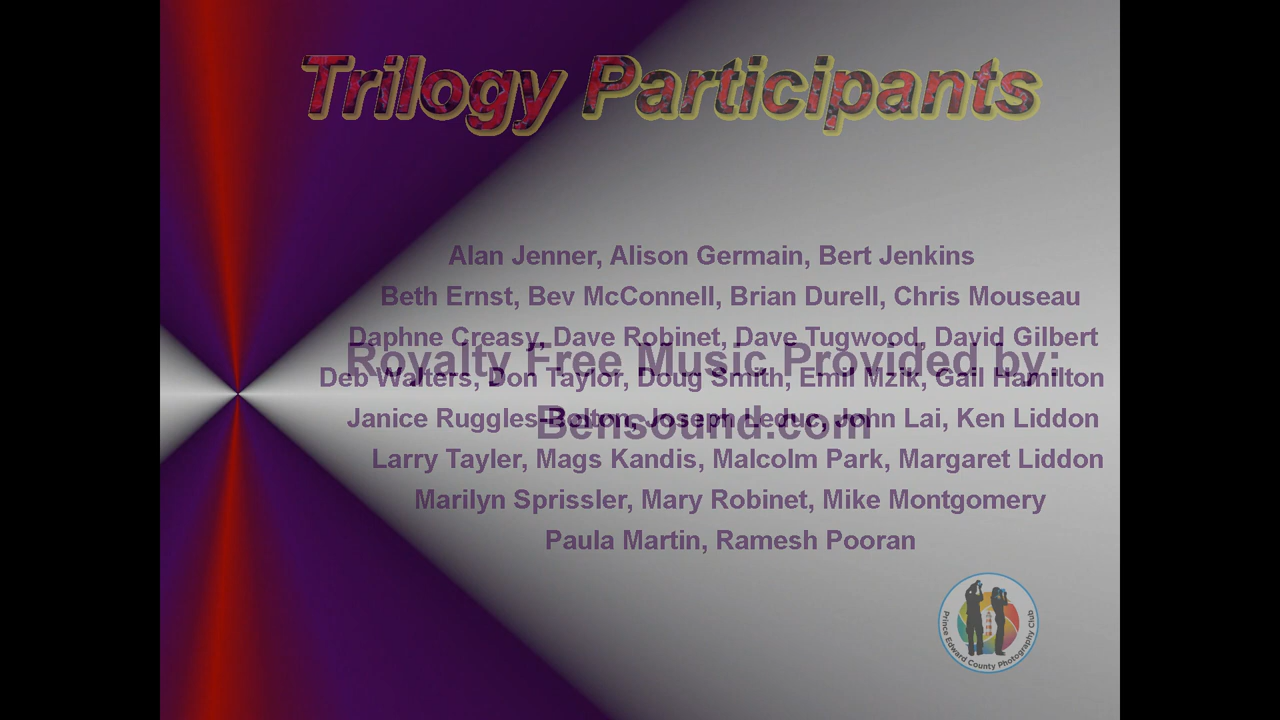 Trilogy Participants
Alan Jenner, Alison Germain, Bert Jenkins
Beth Ernst, Bev McConnell, Brian Durell, Chris Mouseau
Daphne Creasy, Dave Robinet, Dave Tugwood, David Gilbert
Royalty Free Music Provided by:
Deb Walters, Don Taylor, Doug Smith, Emil Mzik, Gail Hamilton
Janice Ruggles-Bolton, Joseph Leduc, John Lai, Ken Liddon
Bensound.com
Larry Tayler, Mags Kandis, Malcolm Park, Margaret Liddon
Marilyn Sprissler, Mary Robinet, Mike Montgomery
Paula Martin, Ramesh Pooran
Prince Edward County Photography Club